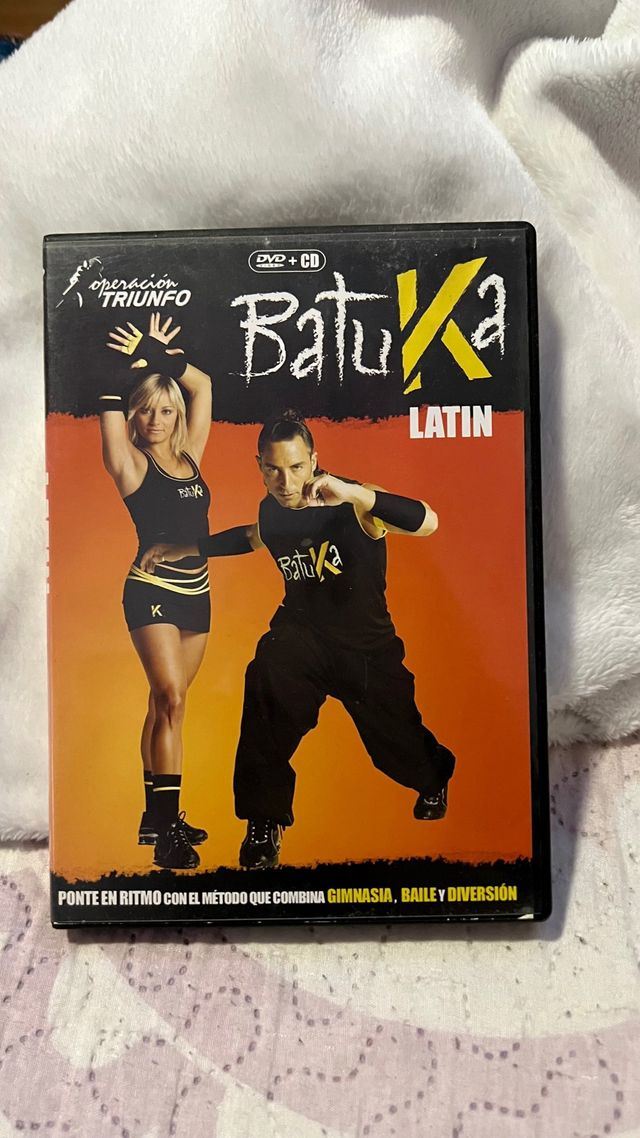 operación
TRIUNFO
DVD + CD
BatuKa
LATIN
BatuKa
BatuKa
K
PONTE EN RITMO CON EL MÉTODO QUE COMBINA GIMNASIA, BAILE Y DIVERSIÓN